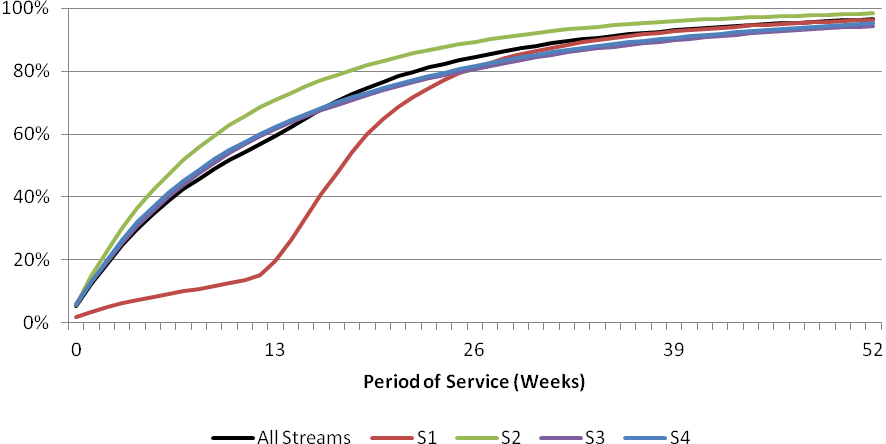 100%
80%
60%
40%
20%
0%
0 13 26 39 52
Period of Service (Weeks)
All Streams S1 S2 S3 S4